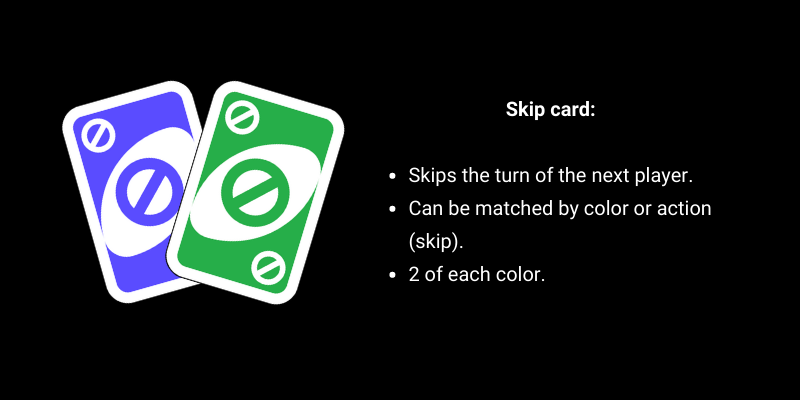 Skip card:
• Skips the turn of the next player.
• Can be matched by color or action
(skip).
• 2 of each color.